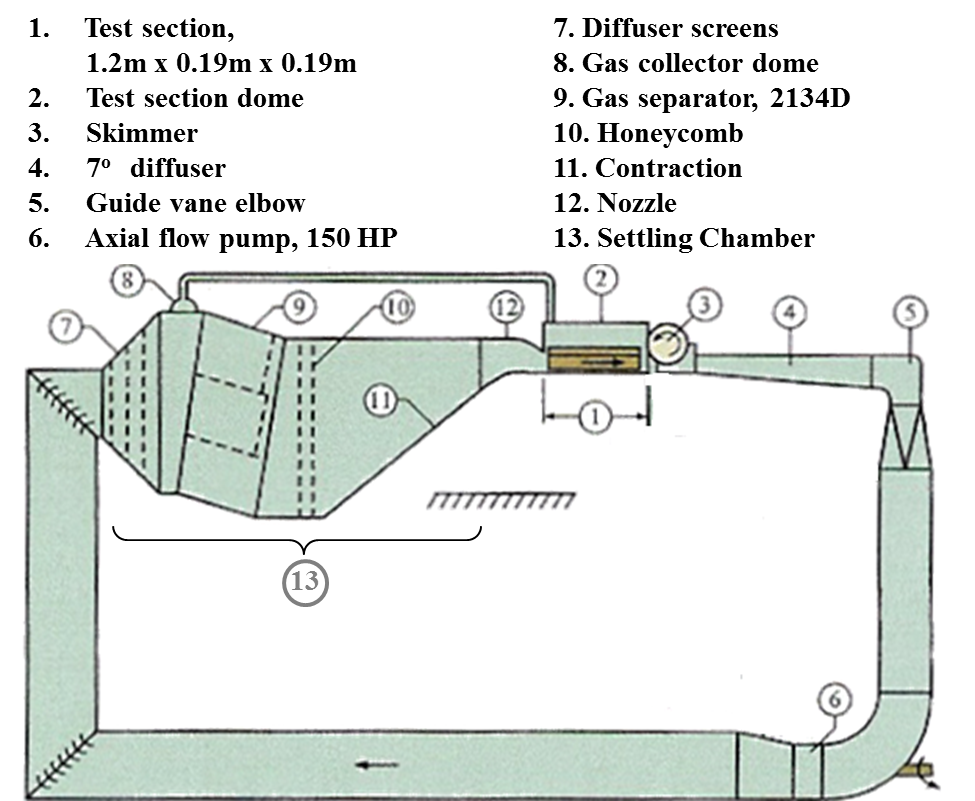 1. Test section,
1.2m x 0.19m x 0.19m
2. Test section dome
3. Skimmer
4. 7º diffuser
5. Guide vane elbow
6. Axial flow pump, 150 HP
7. Diffuser screens
8. Gas collector dome
9. Gas separator, 2134D
10. Honeycomb
11. Contraction
12. Nozzle
13. Settling Chamber
8
2
7
9
10
12
3
4
5
11
1
13
6